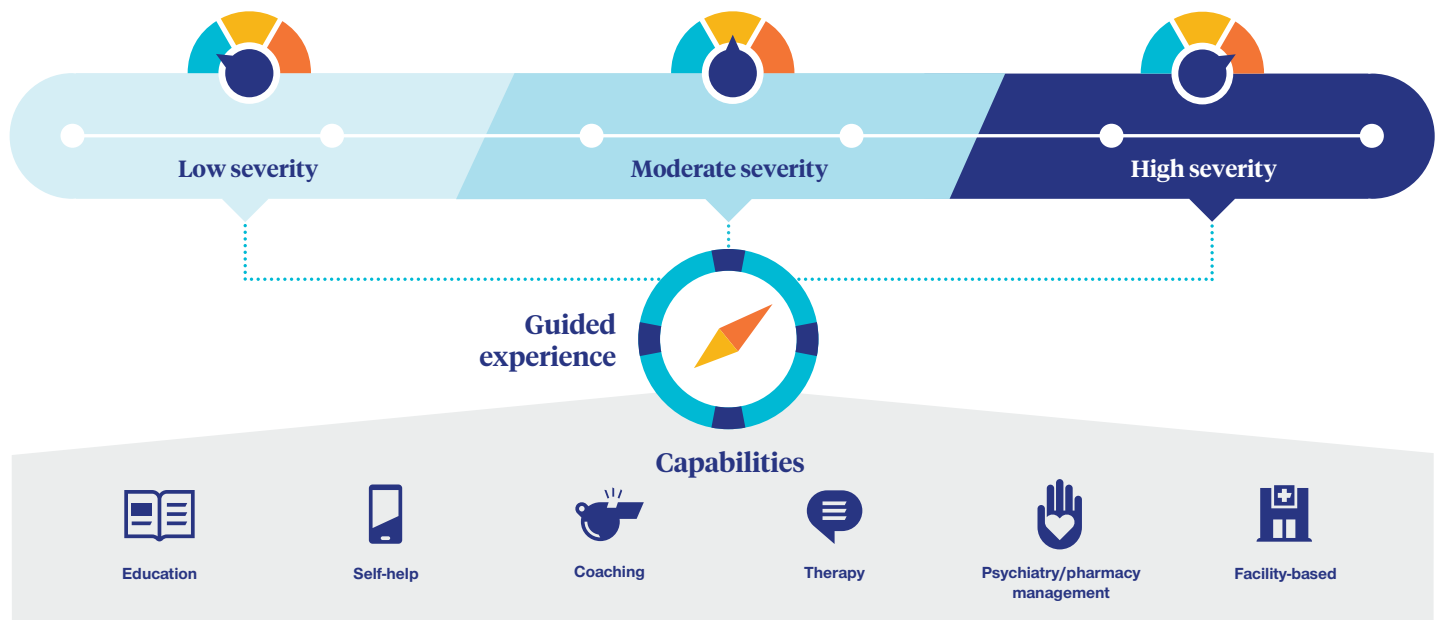 Low severity
Moderate severity
High severity
Guided
experience
Capabilities
Education
Self-help
Coaching
Therapy
Psychiatry/pharmacy
management
Facility-based